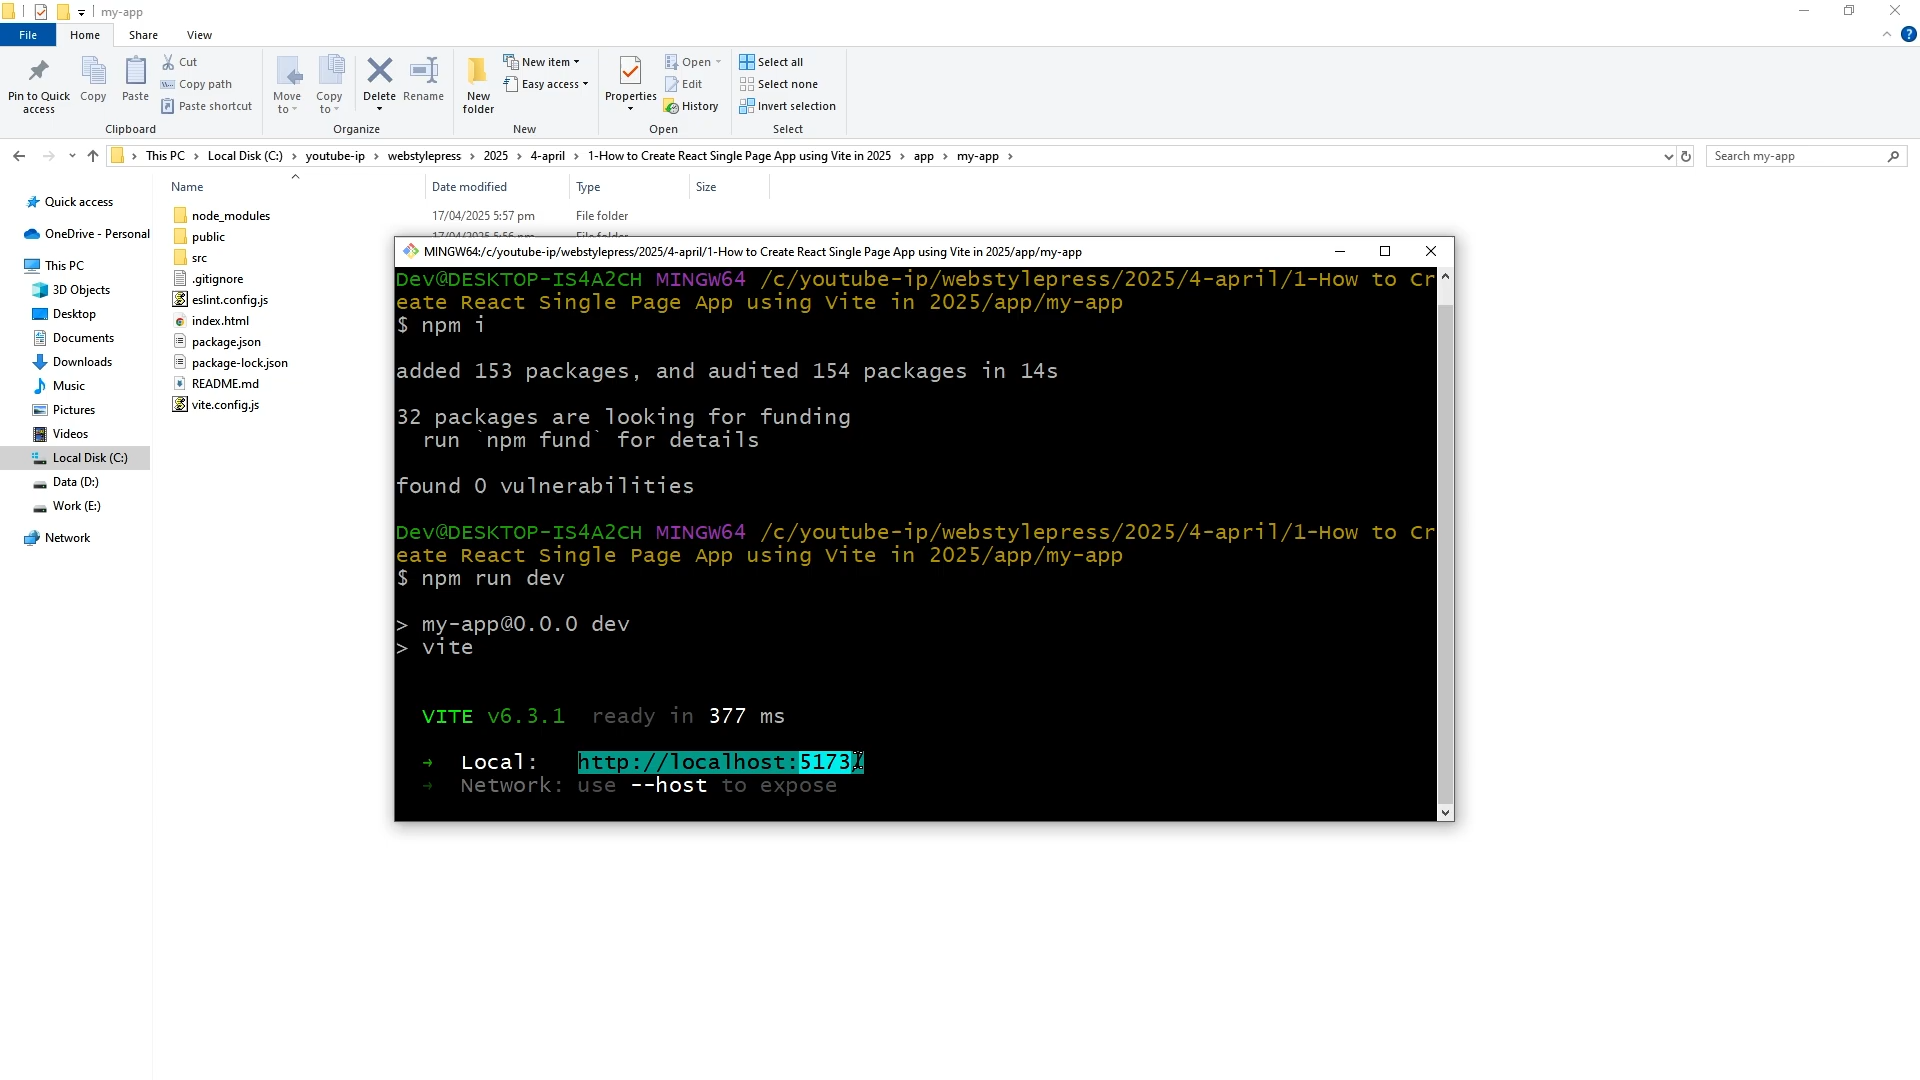 my-app
File
Home
Share
View
Pin to Quick access
Copy
Paste
Cut
Copy path
Paste shortcut
Clipboard
Move to
Copy to
Delete
Rename
Organize
New folder
New item
Easy access
New
Properties
Open
Edit
History
Open
Select all
Select none
Invert selection
Select
This PC > Local Disk (C:) > youtube-ip > webstylepress > 2025 > 4-april > 1-How to Create React Single Page App using Vite in 2025 > app > my-app >
Search my-app
Quick access
OneDrive - Personal
This PC
3D Objects
Desktop
Documents
Downloads
Music
Pictures
Videos
Local Disk (C:)
Data (D:)
Work (E:)
Network
Name
Date modified
Type
Size
node_modules
17/04/2025 5:57 pm
File folder
public
17/04/2025 5:56 pm
File folder
src
.gitignore
eslint.config.js
index.html
package.json
package-lock.json
README.md
vite.config.js
MINGW64:/c/youtube-ip/webstylepress/2025/4-april/1-How to Create React Single Page App using Vite in 2025/app/my-app
Dev@DESKTOP-IS4A2CH MINGW64 /c/youtube-ip/webstylepress/2025/4-april/1-How to Cr
eate React Single Page App using Vite in 2025/app/my-app
$ npm i
added 153 packages, and audited 154 packages in 14s
32 packages are looking for funding
run `npm fund` for details
found 0 vulnerabilities
Dev@DESKTOP-IS4A2CH MINGW64 /c/youtube-ip/webstylepress/2025/4-april/1-How to Cr
eate React Single Page App using Vite in 2025/app/my-app
$ npm run dev
> my-app@0.0.0 dev
> vite
VITE v6.3.1 ready in 377 ms
➜ Local: http://localhost:5173/
➜ Network: use --host to expose